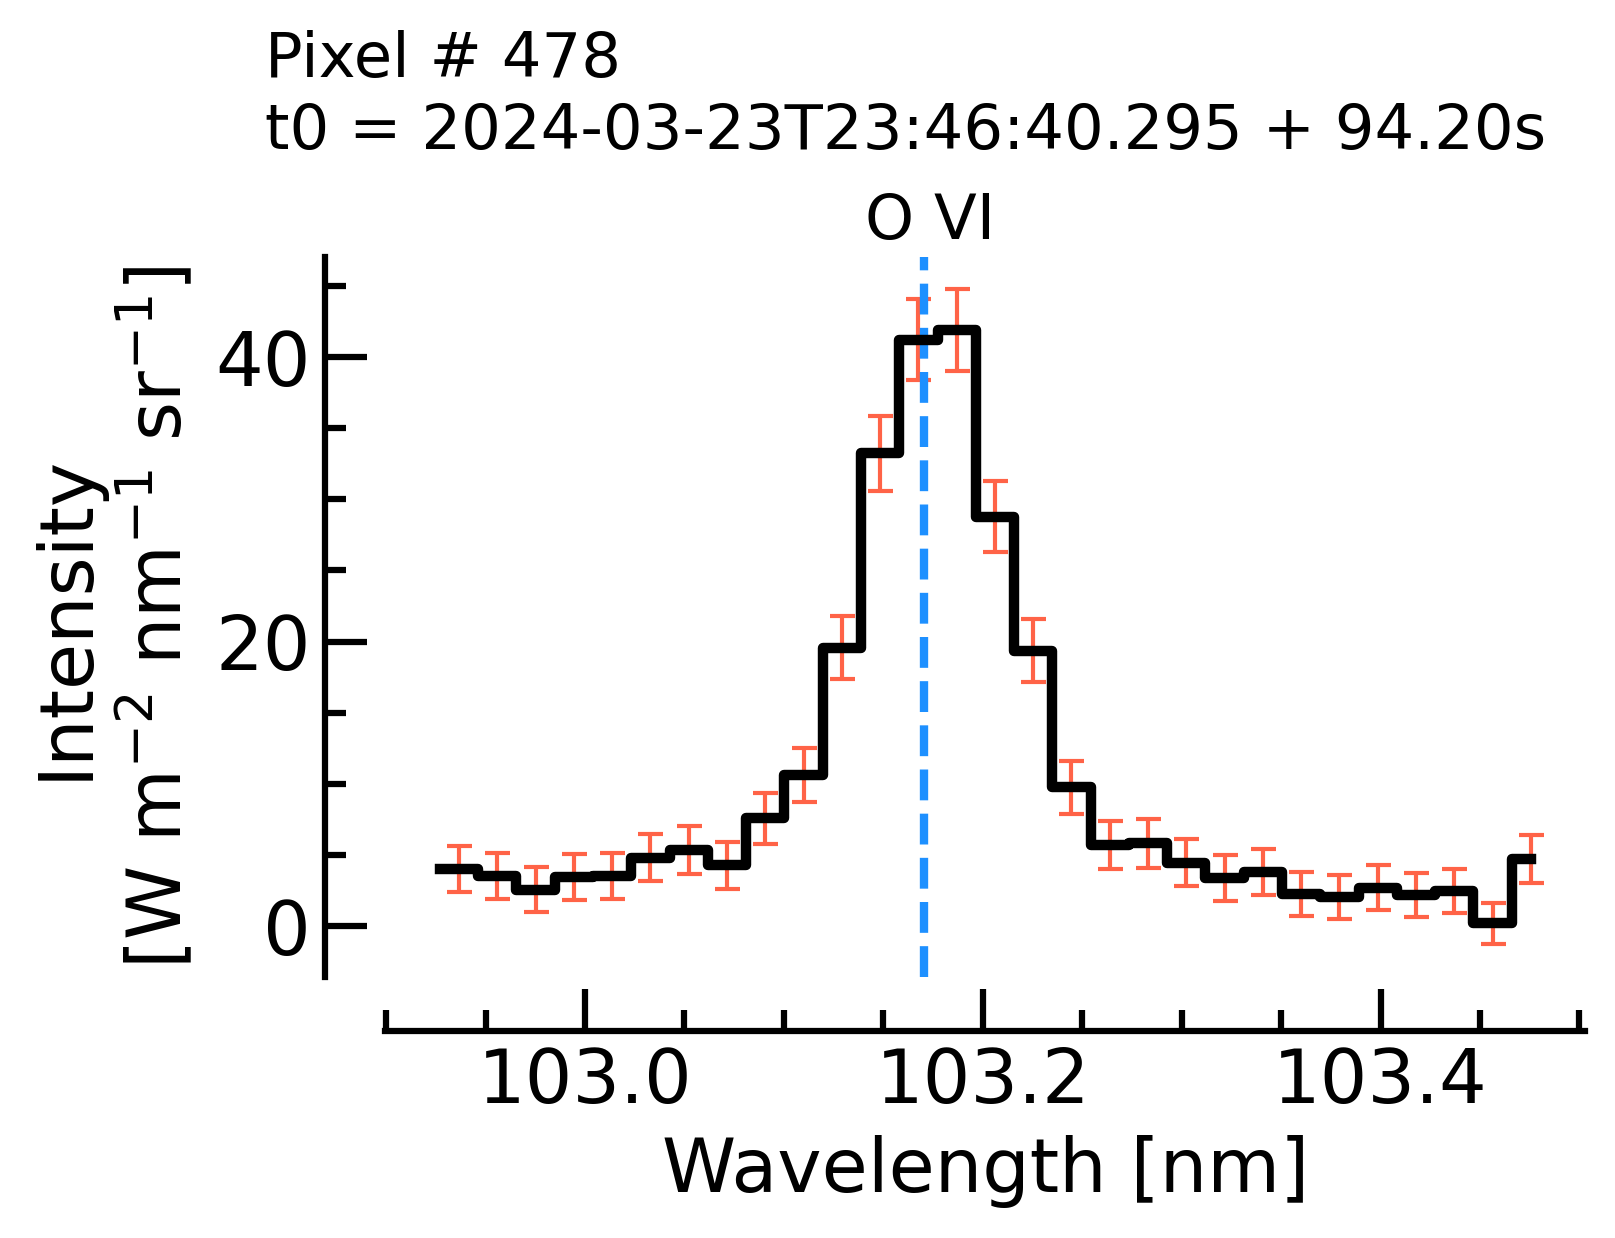 Pixel # 478
t0 = 2024-03-23T23:46:40.295 + 94.20s
O VI
Intensity
[W m⁻² nm⁻¹ sr⁻¹]
40
20
0
103.0 103.2 103.4
Wavelength [nm]